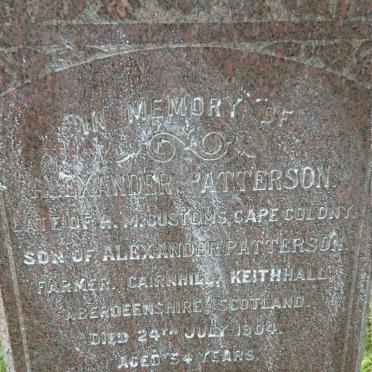 IN MEMORY OF
ALEXANDER PATTERSON.
LATE OF H. M. CUSTOMS, CAPE COLONY.
SON OF ALEXANDER PATTERSON
FARMER, CAIRNHILL, KEITHHALL,
ABERDEENSHIRE, SCOTLAND.
DIED 24TH JULY 1904.
AGED 54 YEARS.